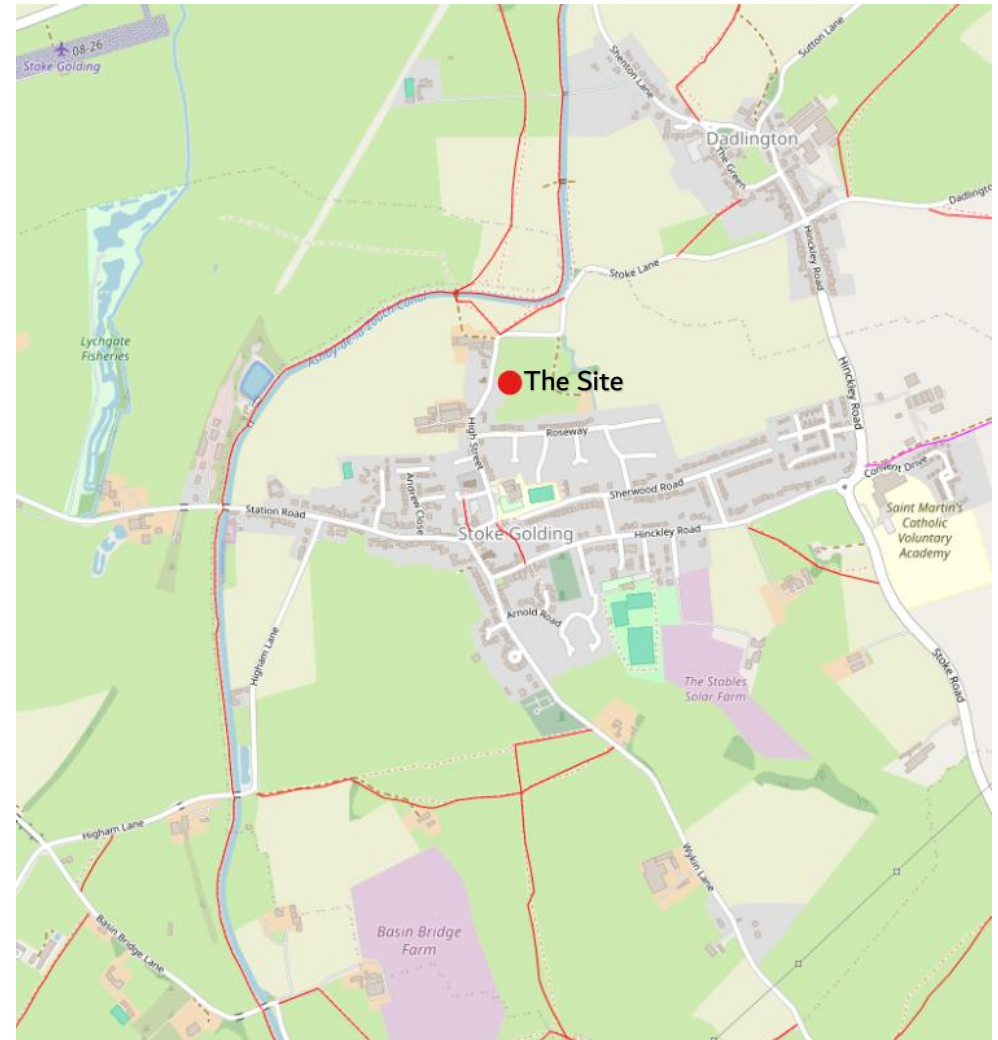 08-26
Stoke Golding
Shenton Lane
Sutton Lane
Dadlington
The Green
Dadlingto
Hinckley Road
Stoke Lane
Ashby-de-la-Zouch Canal
Lychgate
Fisheries
The Site
Hinckley Road
High Street
Roseway
Convent Drive
Andrew Close
Sherwood Road
Station Road
Stoke Golding
Hinckley Road
Saint Martin's
Catholic
Voluntary
Academy
Arnold Road
Higham Lane
The Stables
Solar Farm
Stoke Road
Higham Lane
Wykin Lane
Basin Bridge Lane
Basin Bridge
Farm